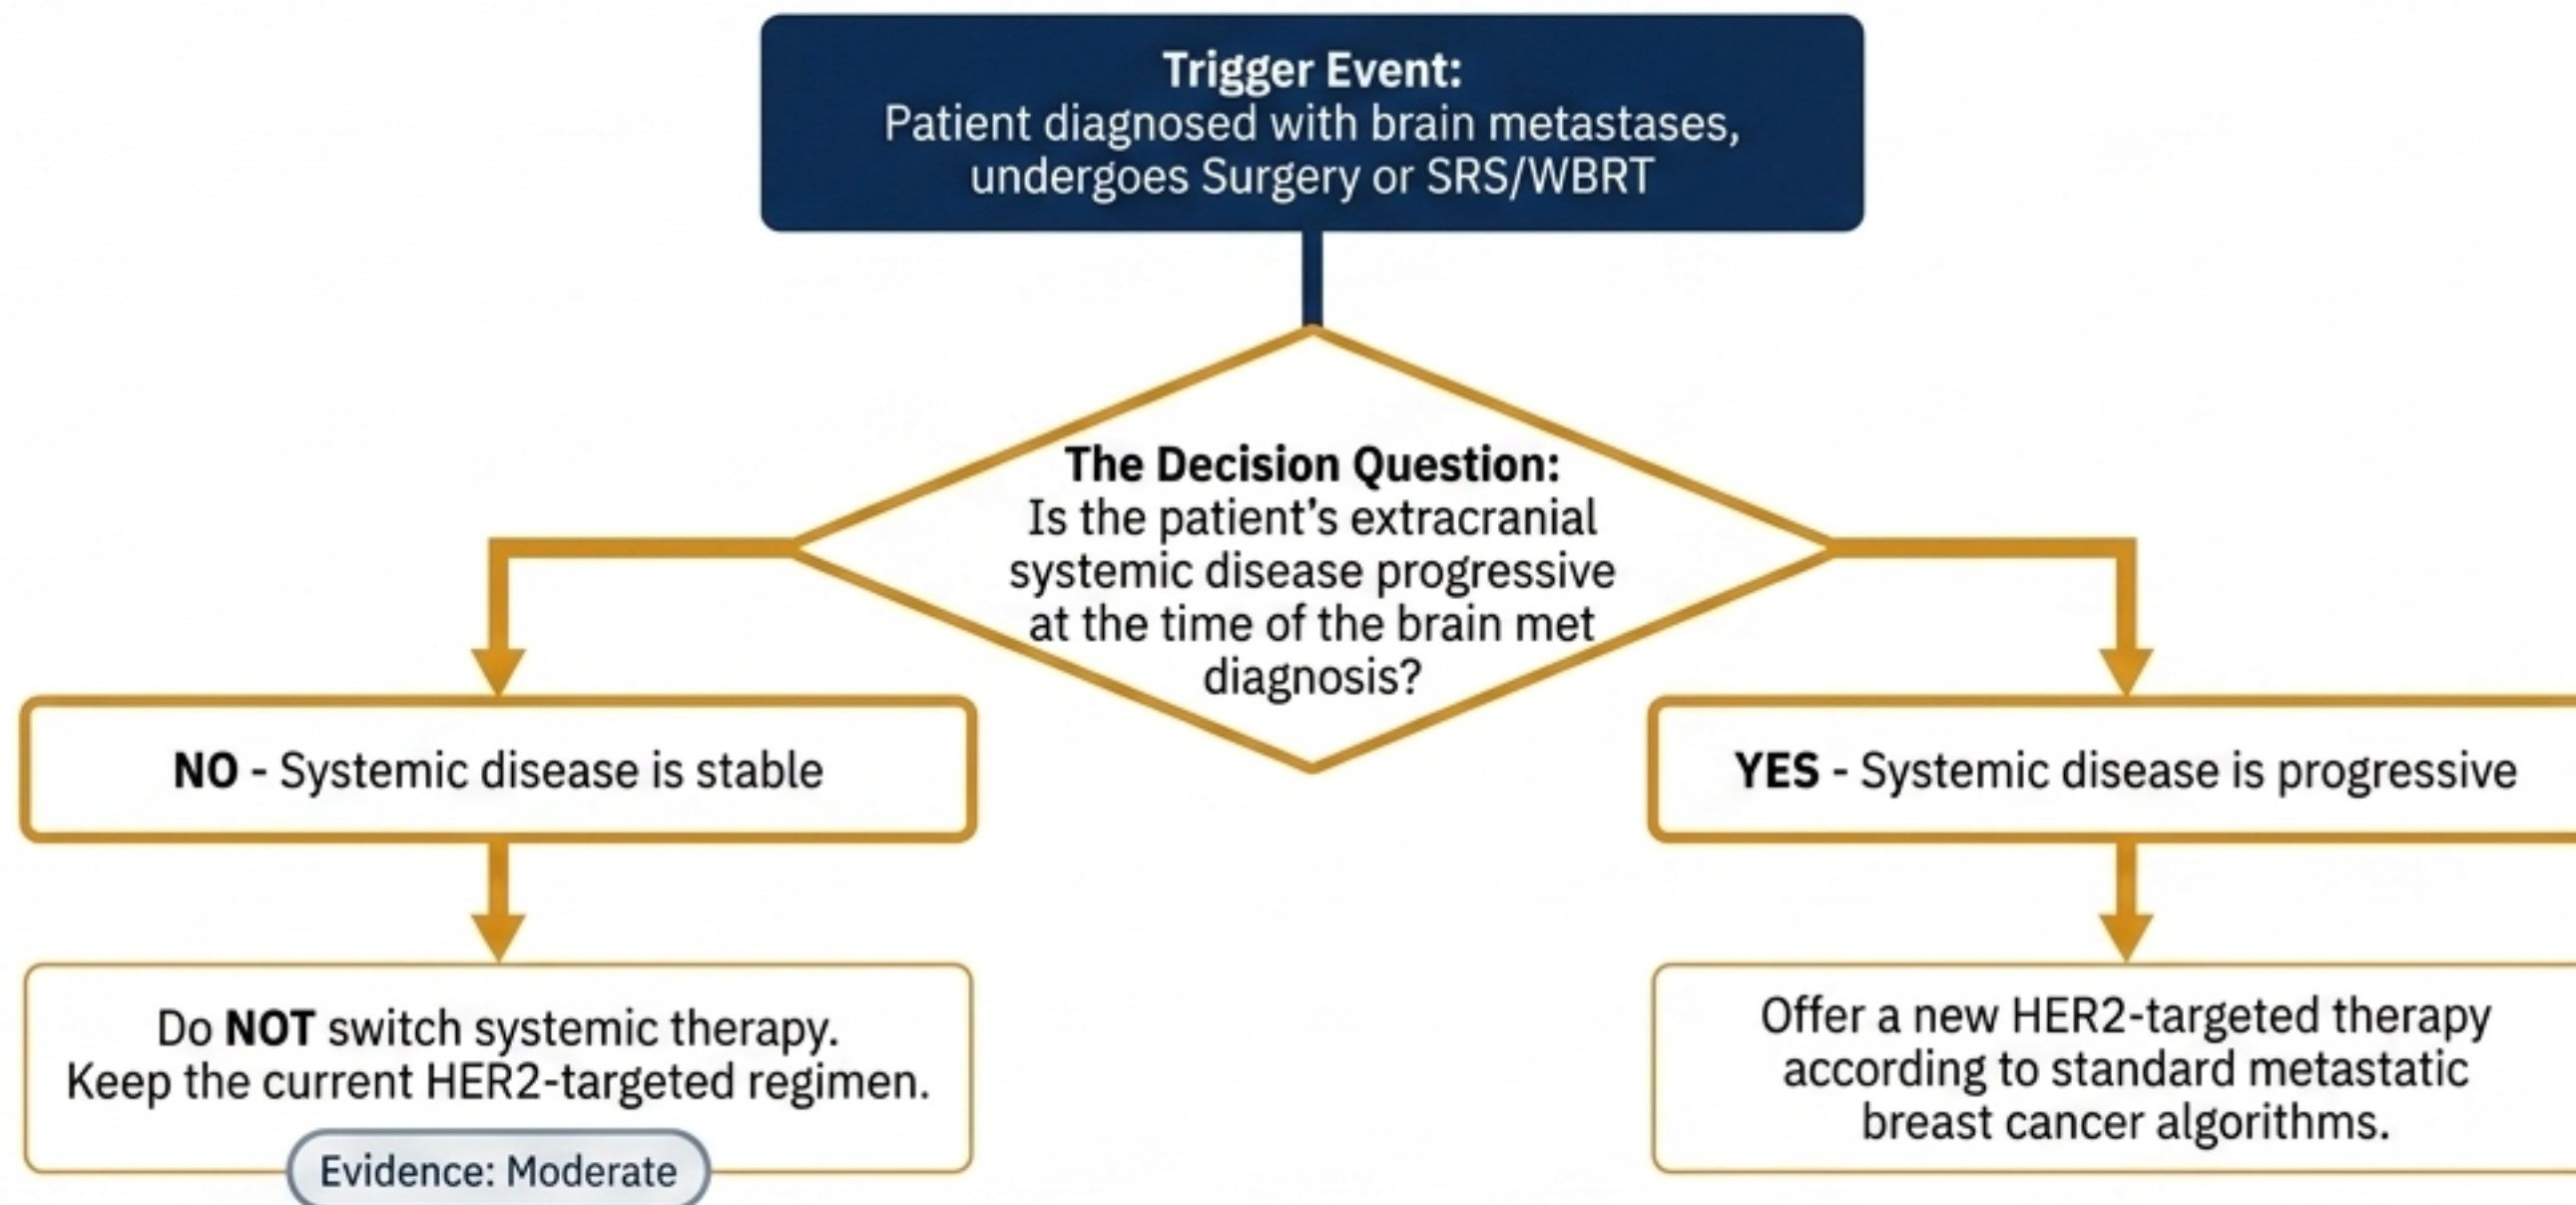 Trigger Event:
Patient diagnosed with brain metastases,
undergoes Surgery or SRS/WBRT
The Decision Question:
Is the patient’s extracranial
systemic disease progressive
at the time of the brain met
diagnosis?
NO - Systemic disease is stable
YES - Systemic disease is progressive
Do NOT switch systemic therapy.
Keep the current HER2-targeted regimen.
Evidence: Moderate
Offer a new HER2-targeted therapy
according to standard metastatic
breast cancer algorithms.